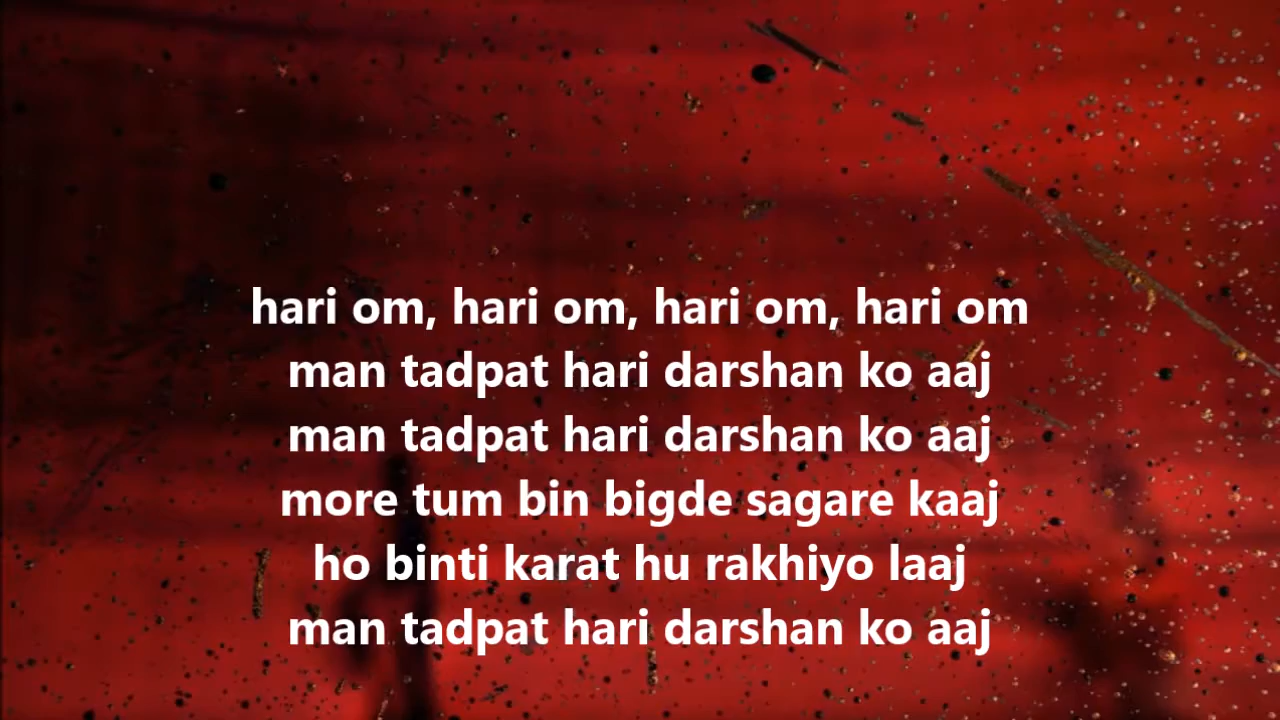 hari om, hari om, hari om, hari om
man tadpat hari darshan ko aaj
man tadpat hari darshan ko aaj
more tum bin bigde sagare kaaj
ho binti karat hu rakhiyo laaj
man tadpat hari darshan ko aaj